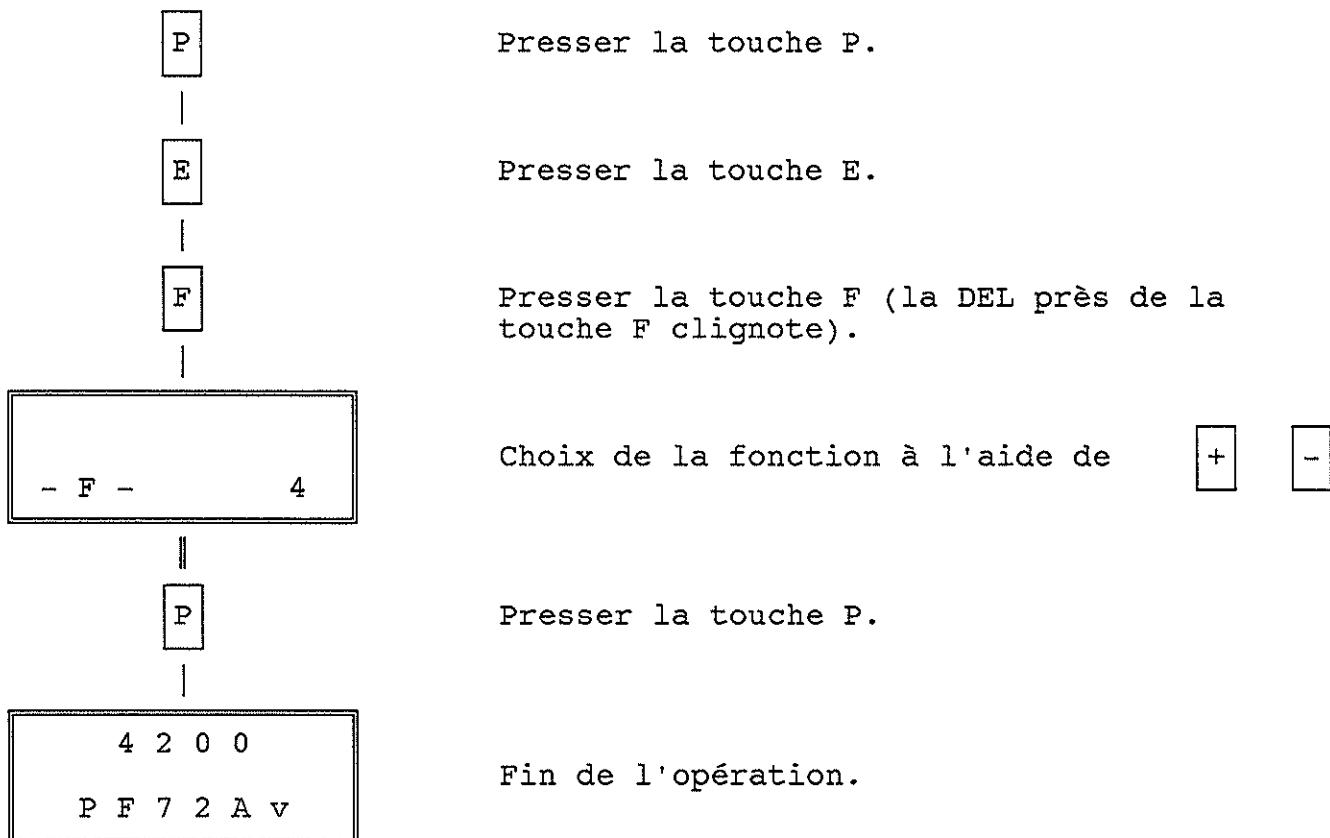 P Presser la touche P.
E Presser la touche E.
F Presser la touche F (la DEL près de la
touche F clignote).
Choix de la fonction à l'aide de + -
- F - 4
P Presser la touche P.
4 2 0 0
Fin de l'opération.
P F 7 2 A v